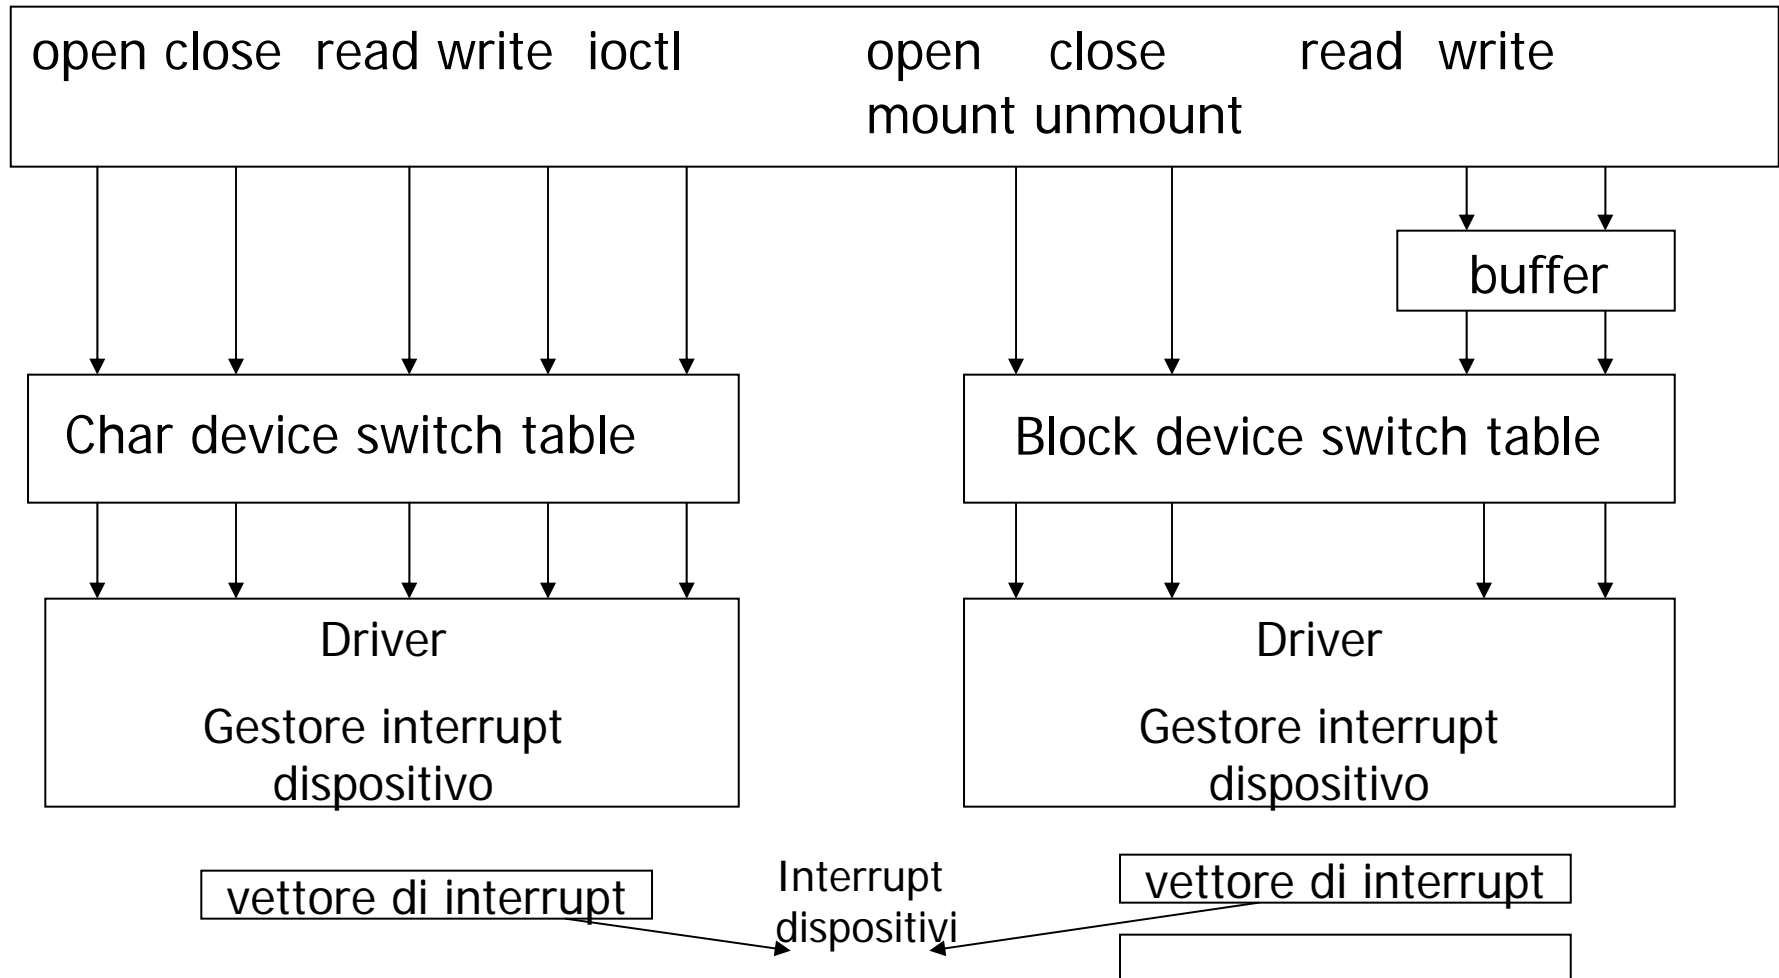 open close read write ioctl open close read write
mount unmount
buffer
Char device switch table Block device switch table
Driver Driver
Gestore interrupt Gestore interrupt
dispositivo dispositivo
vettore di interrupt Interrupt vettore di interrupt
dispositivi